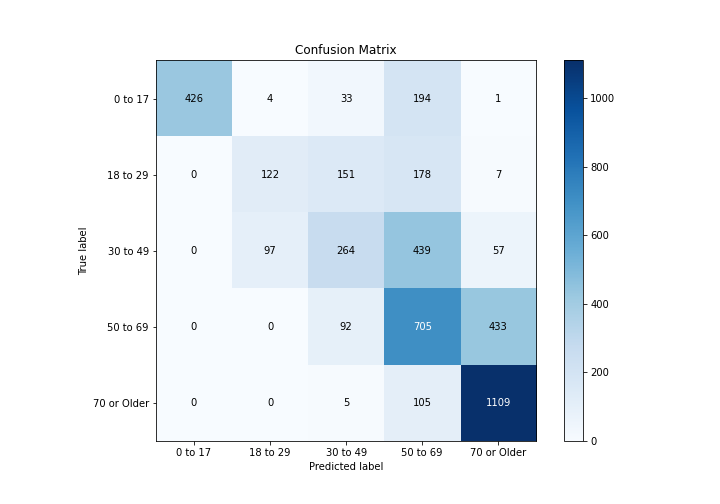 Confusion Matrix
0 to 17 426 4 33 194 1
18 to 29 0 122 151 178 7
30 to 49 0 97 264 439 57
50 to 69 0 0 92 705 433
70 or Older 0 0 5 105 1109
0 to 17 18 to 29 30 to 49 50 to 69 70 or Older
Predicted label
True label
1000
800
600
400
200
0